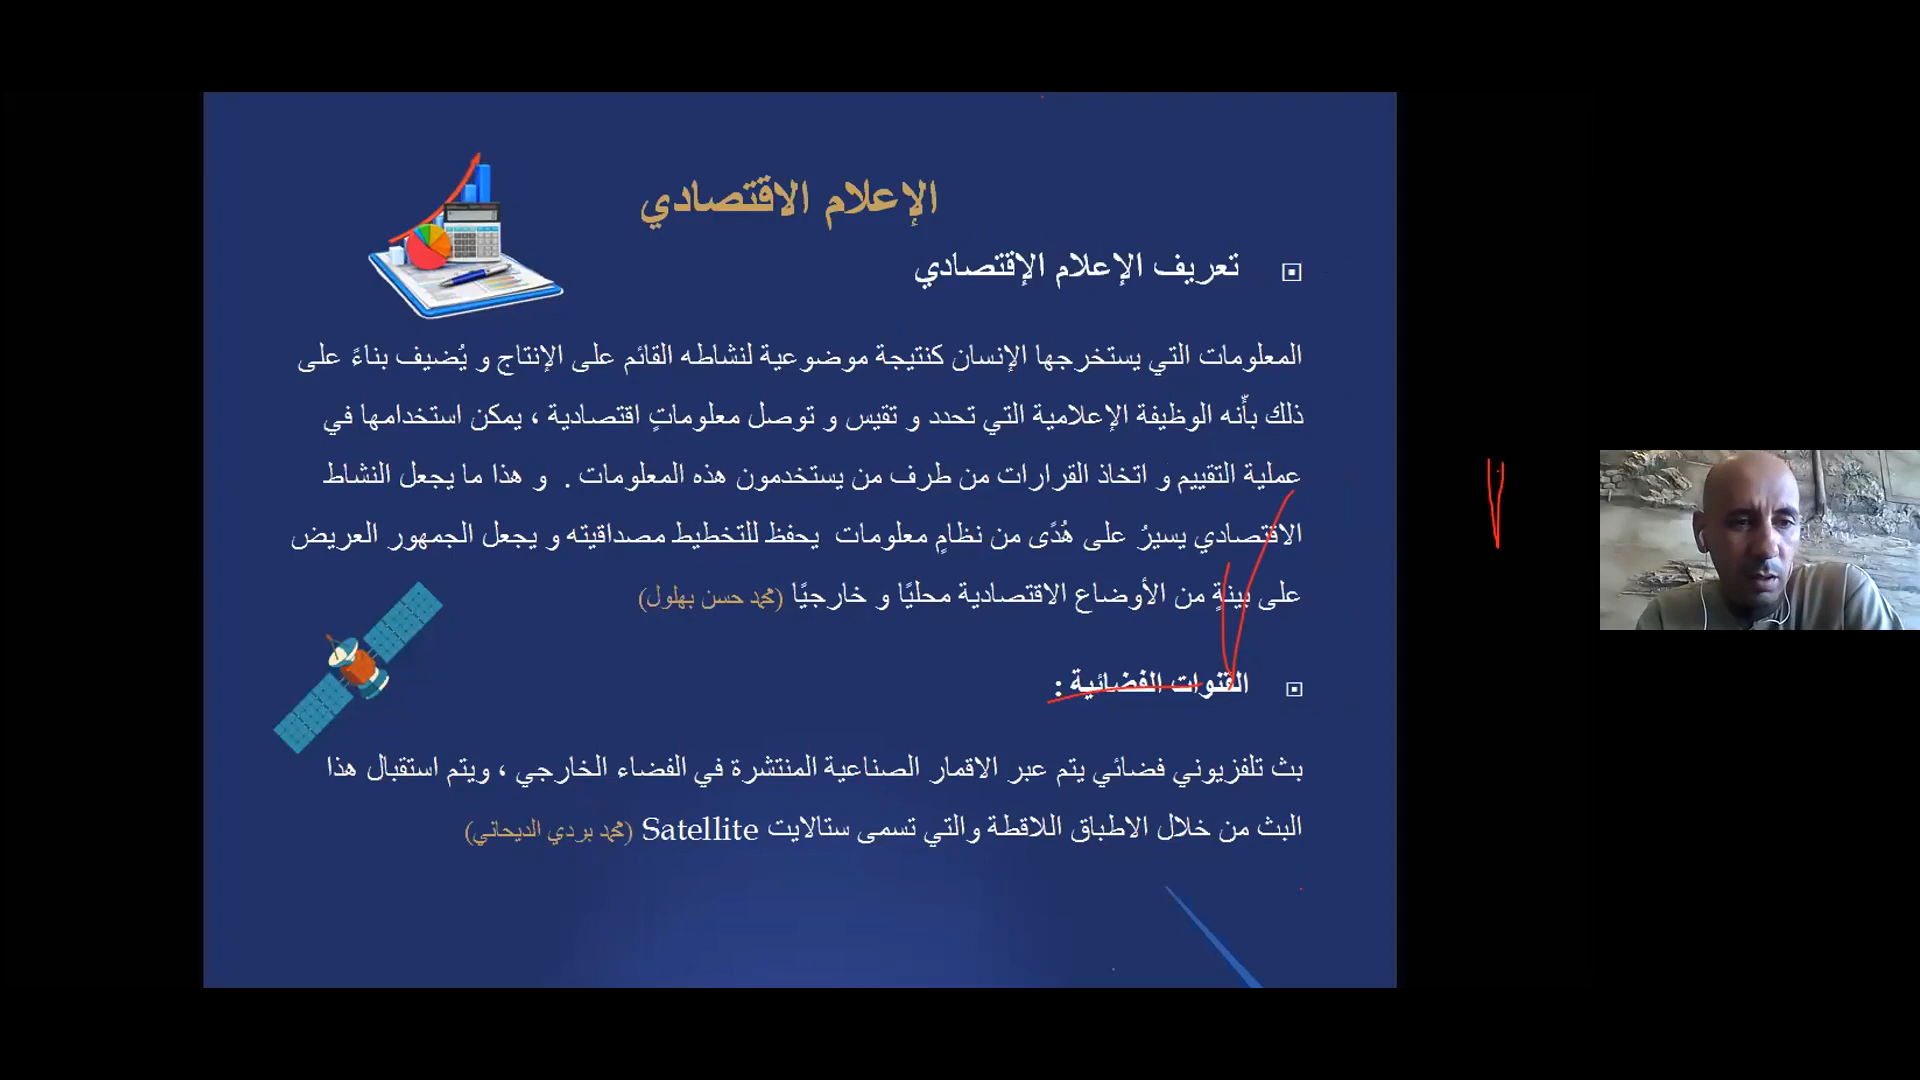 الإعلام الاقتصادي
تعريف الإعلام الإقتصادي
المعلومات التي يستخرجها الإنسان كنتيجة موضوعية لنشاطه القائم على الإنتاج و يُضيف بناءً على
ذلك بأنّه الوظيفة الإعلامية التي تحدد و تقيس و توصل معلوماتٍ اقتصادية ، يمكن استخدامها في
عملية التقييم و اتخاذ القرارات من طرف من يستخدمون هذه المعلومات . و هذا ما يجعل النشاط
الاقتصادي يسيرُ على هُدًى من نظامٍ معلومات يحفظ للتخطيط مصداقيته و يجعل الجمهور العريض
على بينةٍ من الأوضاع الاقتصادية محليًا و خارجيًا (محمد حسن بهلول)
القنوات الفضائية :
بث تلفزيوني فضائي يتم عبر الاقمار الصناعية المنتشرة في الفضاء الخارجي ، ويتم استقبال هذا
البث من خلال الاطباق اللاقطة والتي تسمى ستالايت Satellite (محمد بردي الديحاني)